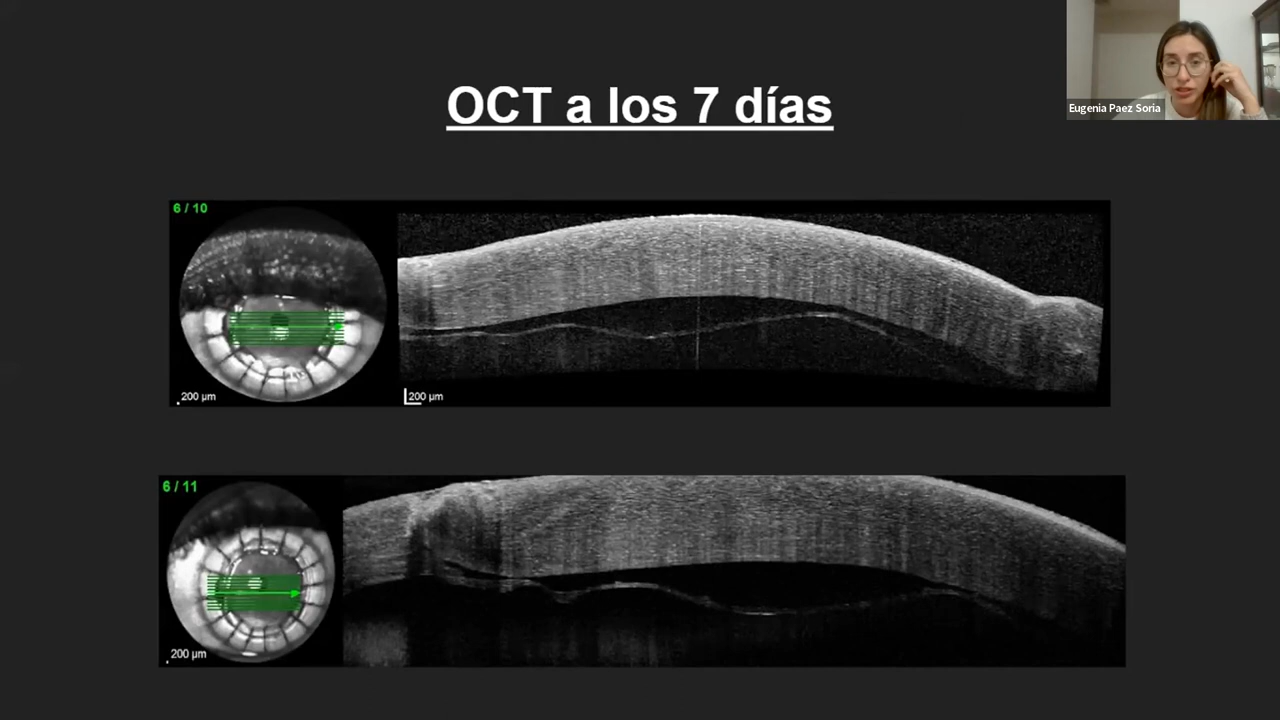 Eugenia Paez Soria
OCT a los 7 días
6 / 10
200 µm
200 µm
6 / 11
200 µm